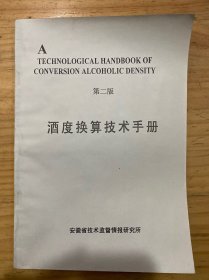 A
TECHNOLOGICAL HANDBOOK OF
CONVERSION ALCOHOLIC DENSITY
第二版
酒度换算技术手册
安徽省技术监督情报研究所